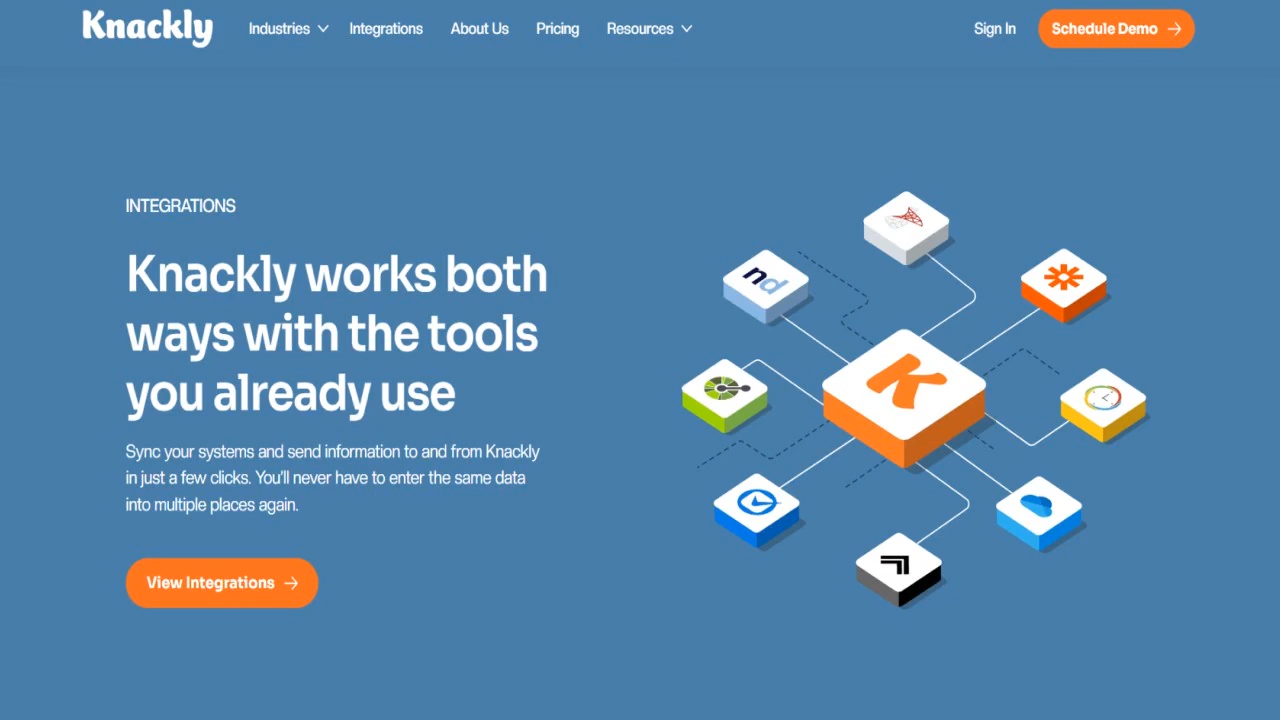 Knackly
Industries
Integrations
About Us
Pricing
Resources
Sign In
Schedule Demo
INTEGRATIONS
Knackly works both
ways with the tools
you already use
Sync your systems and send information to and from Knackly
in just a few clicks. You'll never have to enter the same data
into multiple places again.
View Integrations
nd
K